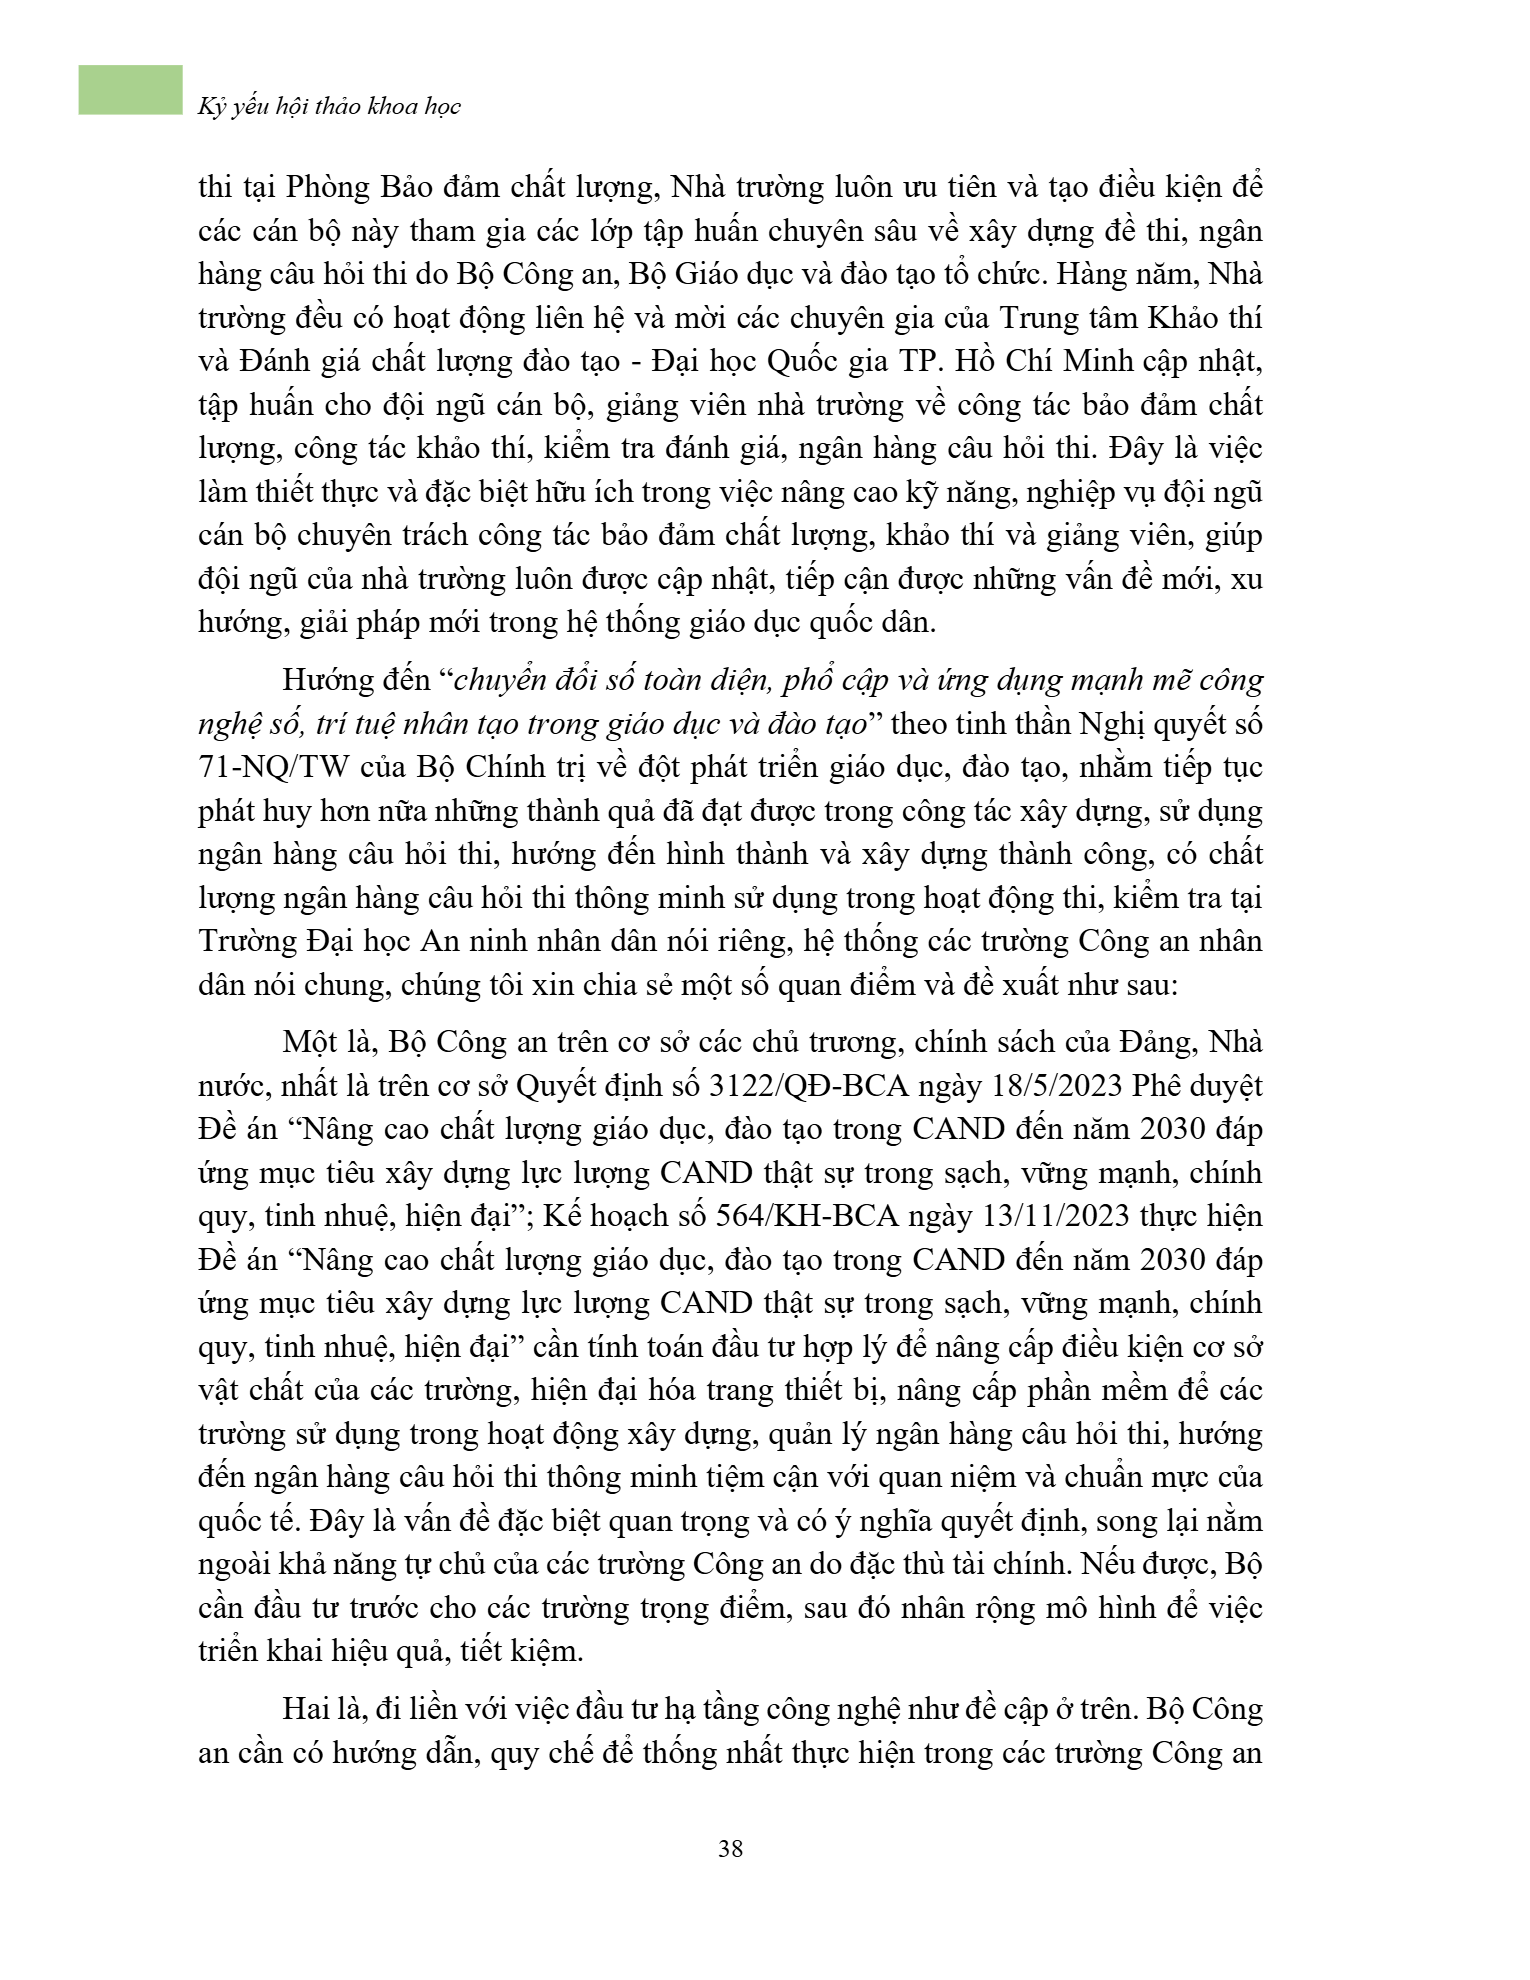 Kỷ yếu hội thảo khoa học
thi tại Phòng Bảo đảm chất lượng, Nhà trường luôn ưu tiên và tạo điều kiện để
các cán bộ này tham gia các lớp tập huấn chuyên sâu về xây dựng đề thi, ngân
hàng câu hỏi thi do Bộ Công an, Bộ Giáo dục và đào tạo tổ chức. Hàng năm, Nhà
trường đều có hoạt động liên hệ và mời các chuyên gia của Trung tâm Khảo thí
và Đánh giá chất lượng đào tạo - Đại học Quốc gia TP. Hồ Chí Minh cập nhật,
tập huấn cho đội ngũ cán bộ, giảng viên nhà trường về công tác bảo đảm chất
lượng, công tác khảo thí, kiểm tra đánh giá, ngân hàng câu hỏi thi. Đây là việc
làm thiết thực và đặc biệt hữu ích trong việc nâng cao kỹ năng, nghiệp vụ đội ngũ
cán bộ chuyên trách công tác bảo đảm chất lượng, khảo thí và giảng viên, giúp
đội ngũ của nhà trường luôn được cập nhật, tiếp cận được những vấn đề mới, xu
hướng, giải pháp mới trong hệ thống giáo dục quốc dân.
Hướng đến “chuyển đổi số toàn diện, phổ cập và ứng dụng mạnh mẽ công
nghệ số, trí tuệ nhân tạo trong giáo dục và đào tạo” theo tinh thần Nghị quyết số
71-NQ/TW của Bộ Chính trị về đột phát triển giáo dục, đào tạo, nhằm tiếp tục
phát huy hơn nữa những thành quả đã đạt được trong công tác xây dựng, sử dụng
ngân hàng câu hỏi thi, hướng đến hình thành và xây dựng thành công, có chất
lượng ngân hàng câu hỏi thi thông minh sử dụng trong hoạt động thi, kiểm tra tại
Trường Đại học An ninh nhân dân nói riêng, hệ thống các trường Công an nhân
dân nói chung, chúng tôi xin chia sẻ một số quan điểm và đề xuất như sau:
Một là, Bộ Công an trên cơ sở các chủ trương, chính sách của Đảng, Nhà
nước, nhất là trên cơ sở Quyết định số 3122/QĐ-BCA ngày 18/5/2023 Phê duyệt
Đề án “Nâng cao chất lượng giáo dục, đào tạo trong CAND đến năm 2030 đáp
ứng mục tiêu xây dựng lực lượng CAND thật sự trong sạch, vững mạnh, chính
quy, tinh nhuệ, hiện đại”; Kế hoạch số 564/KH-BCA ngày 13/11/2023 thực hiện
Đề án “Nâng cao chất lượng giáo dục, đào tạo trong CAND đến năm 2030 đáp
ứng mục tiêu xây dựng lực lượng CAND thật sự trong sạch, vững mạnh, chính
quy, tinh nhuệ, hiện đại” cần tính toán đầu tư hợp lý để nâng cấp điều kiện cơ sở
vật chất của các trường, hiện đại hóa trang thiết bị, nâng cấp phần mềm để các
trường sử dụng trong hoạt động xây dựng, quản lý ngân hàng câu hỏi thi, hướng
đến ngân hàng câu hỏi thi thông minh tiệm cận với quan niệm và chuẩn mực của
quốc tế. Đây là vấn đề đặc biệt quan trọng và có ý nghĩa quyết định, song lại nằm
ngoài khả năng tự chủ của các trường Công an do đặc thù tài chính. Nếu được, Bộ
cần đầu tư trước cho các trường trọng điểm, sau đó nhân rộng mô hình để việc
triển khai hiệu quả, tiết kiệm.
Hai là, đi liền với việc đầu tư hạ tầng công nghệ như đề cập ở trên. Bộ Công
an cần có hướng dẫn, quy chế để thống nhất thực hiện trong các trường Công an
38